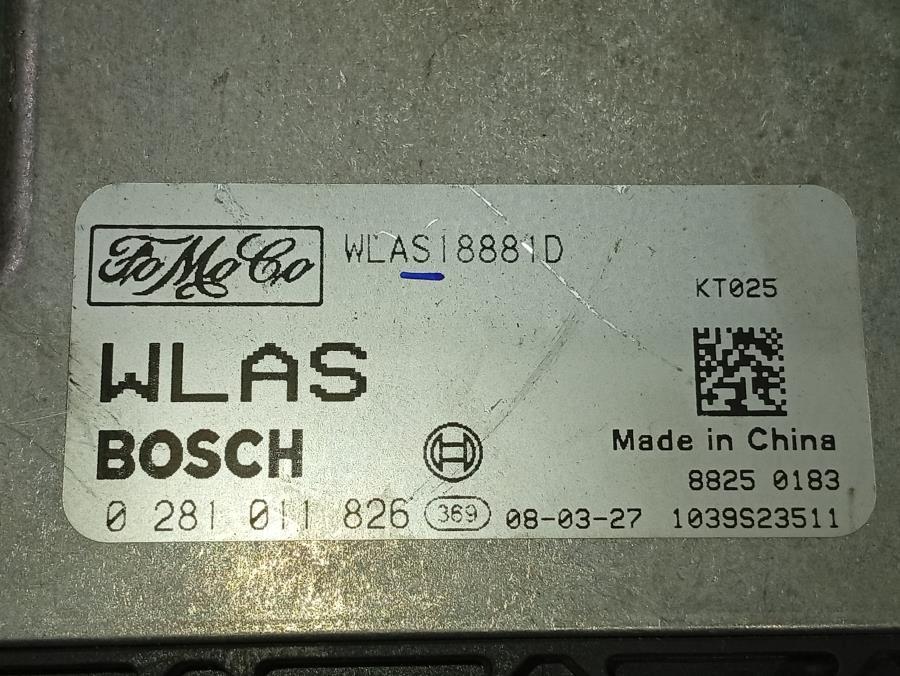 FoMoCo WLAS18881D
KT025
WLAS
BOSCH
Made in China
8825 0183
0 281 011 826 369 08-03-27 1039S23511